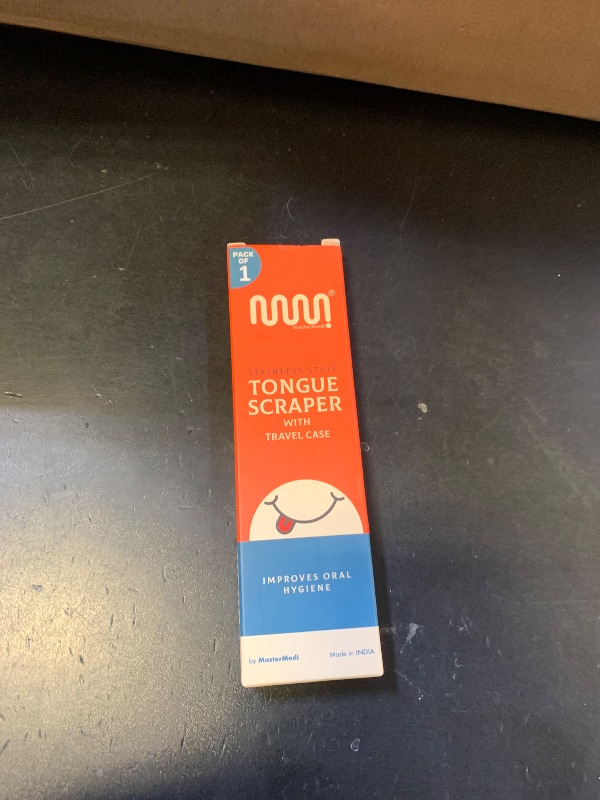 PACK
OF
1
®
MasterMedi
STAINLESS STEEL
TONGUE
SCRAPER
WITH
TRAVEL CASE
IMPROVES ORAL
HYGIENE
by MasterMedi Made in INDIA